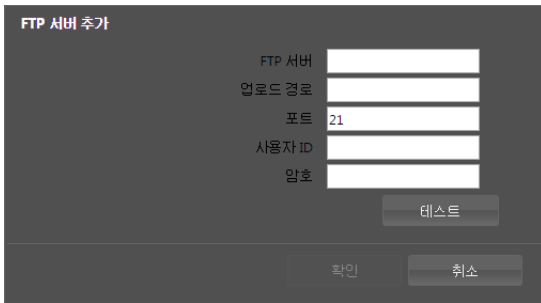 FTP 서버 추가
FTP 서버
업로드 경로
포트 21
사용자 ID
암호
테스트
확인 취소